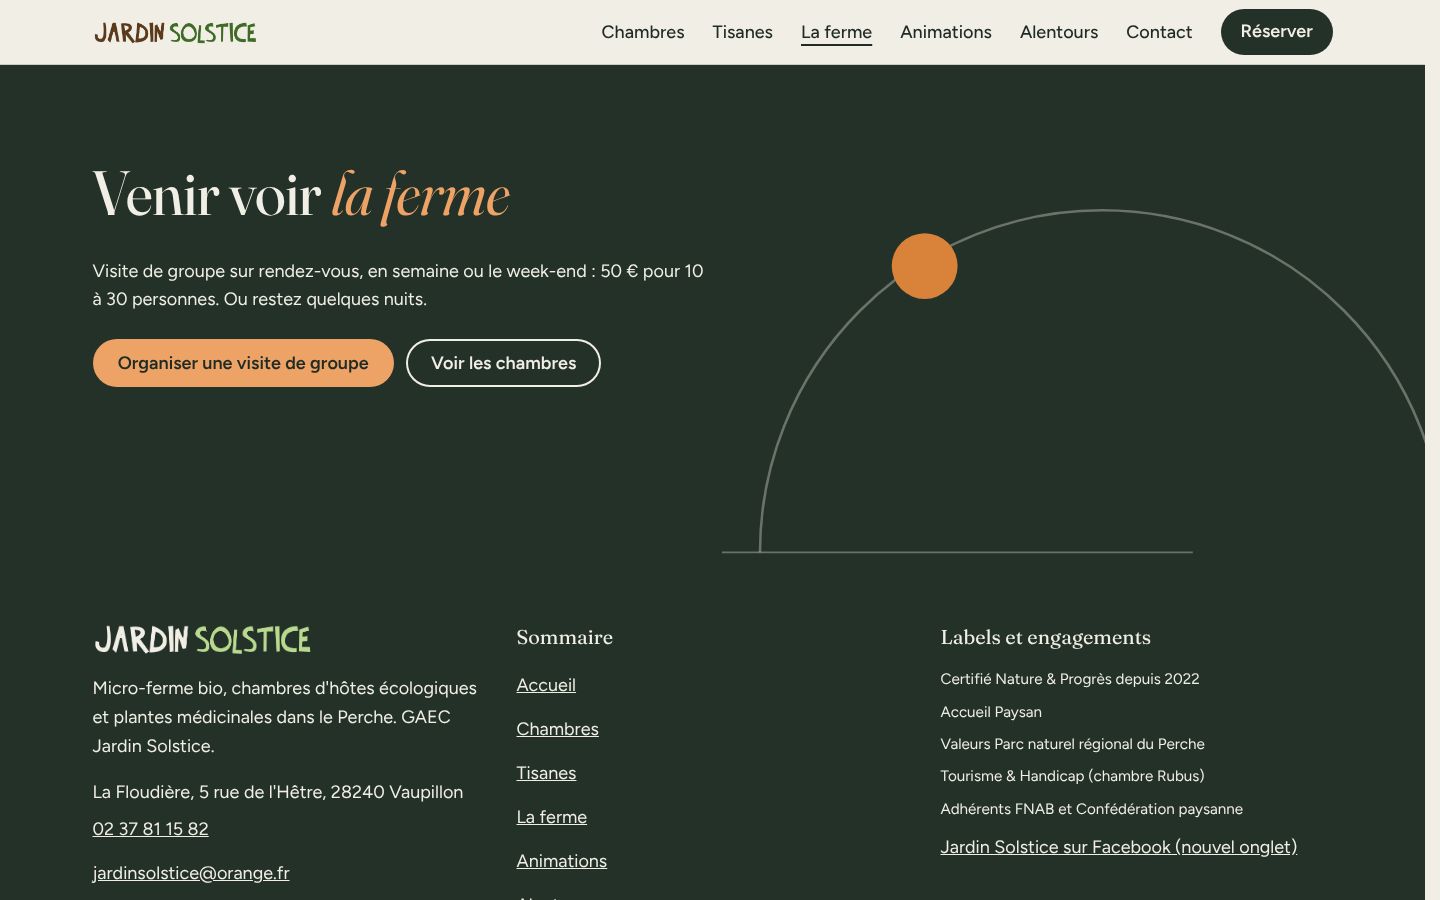 JARDIN SOLSTICE
Chambres
Tisanes
La ferme
Animations
Alentours
Contact
Réserver
Venir voir la ferme
Visite de groupe sur rendez-vous, en semaine ou le week-end : 50 € pour 10
à 30 personnes. Ou restez quelques nuits.
Organiser une visite de groupe
Voir les chambres
JARDIN SOLSTICE
Micro-ferme bio, chambres d'hôtes écologiques
et plantes médicinales dans le Perche. GAEC
Jardin Solstice.
La Floudière, 5 rue de l'Hêtre, 28240 Vaupillon
02 37 81 15 82
jardinsolstice@orange.fr
Sommaire
Accueil
Chambres
Tisanes
La ferme
Animations
Labels et engagements
Certifié Nature & Progrès depuis 2022
Accueil Paysan
Valeurs Parc naturel régional du Perche
Tourisme & Handicap (chambre Rubus)
Adhérents FNAB et Confédération paysanne
Jardin Solstice sur Facebook (nouvel onglet)